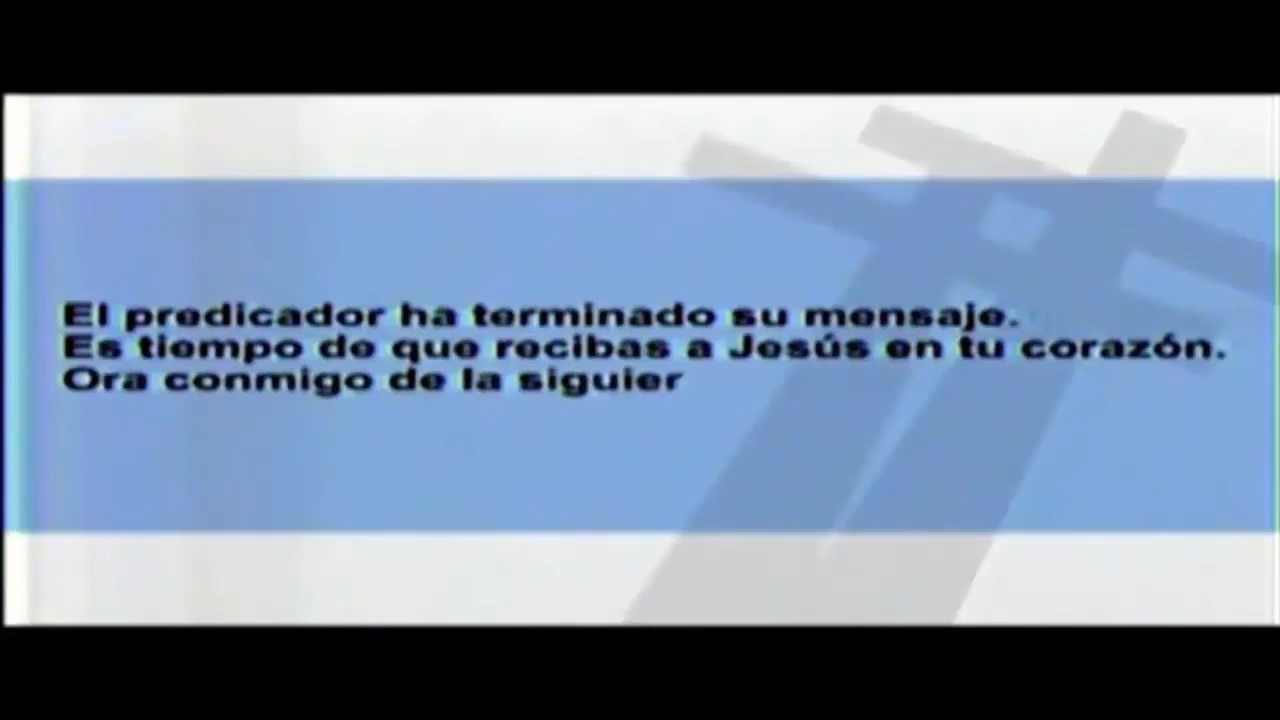 El predicador ha terminado su mensaje.
Es tiempo de que recibas a Jesús en tu corazón.
Ora conmigo de la siguier